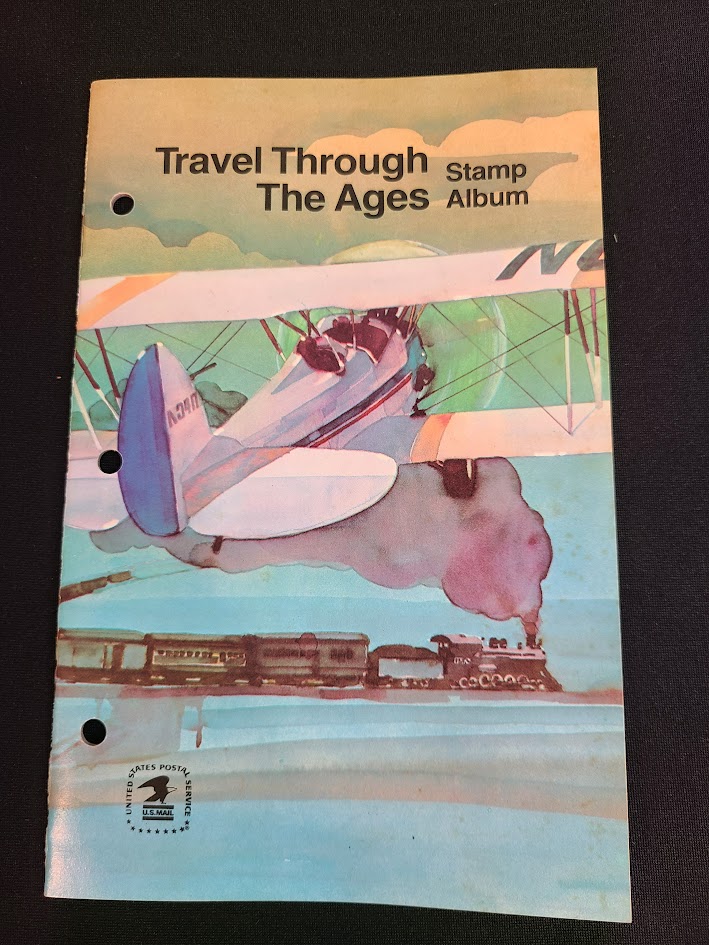 Travel Through
The Ages
Stamp
Album
UNITED STATES POSTAL SERVICE
U.S.MAIL